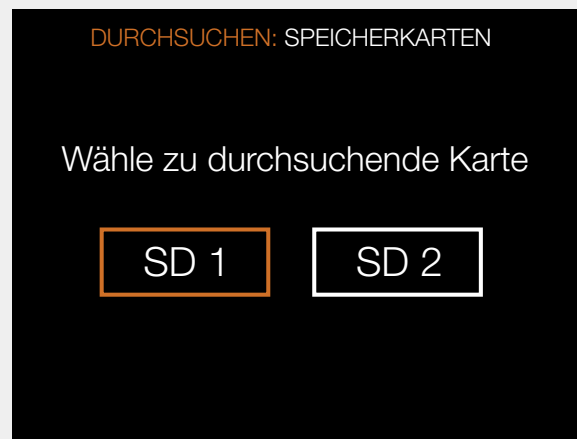 DURCHSUCHEN: SPEICHERKARTEN
Wähle zu durchsuchende Karte
SD 1
SD 2